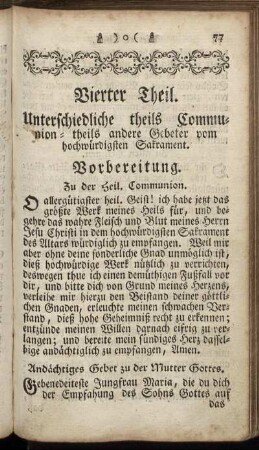 )o( 77
Vierter Theil.
Unterschiedliche theils Commu-
nion- theils andere Gebeter vom
hochwürdigsten Sakrament.
Vorbereitung.
Zu der Heil. Communion.
O allergütigster heil. Geist! ich habe jetzt das
größte Werk meines Heils für, und be-
gehre das wahre Fleisch und Blut meines Herrn
Jesu Christi in dem hochwürdigsten Sakrament
des Altars würdiglich zu empfangen. Weil mir
aber ohne deine sonderliche Gnad unmöglich ist,
dieß hochwürdige Werk nützlich zu verrichten,
deswegen thue ich einen demüthigen Fußfall vor
dir, und bitte dich von Grund meines Herzens,
verleihe mir hierzu den Beistand deiner göttli-
chen Gnaden, erleuchte meinen schwachen Ver-
stand, dieß hohe Geheimniß recht zu erkennen;
entzünde meinen Willen darnach eifrig zu ver-
langen; und bereite mein sündiges Herz dassel-
bige andächtiglich zu empfangen, Amen.
Andächtiges Gebet zu der Mutter Gottes.
Gebenedeiteste Jungfrau Maria, die du dich
der Empfahung des Sohns Gottes auf
das